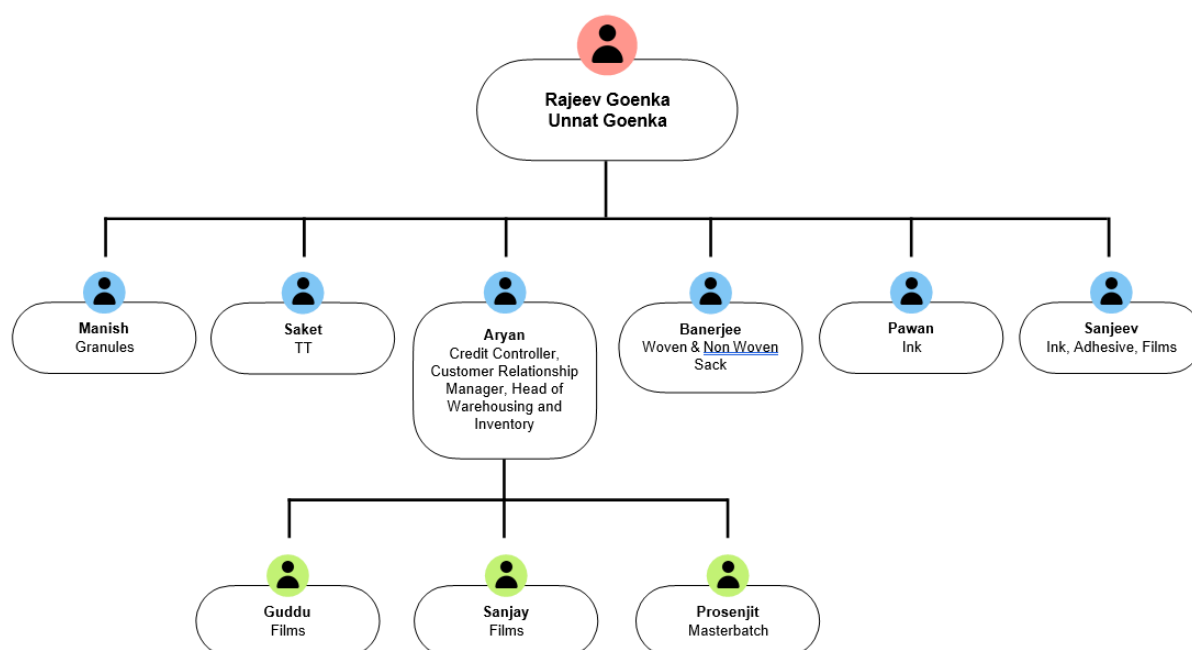 Rajeev Goenka
Unnat Goenka
Manish
Granules
Saket
TT
Aryan
Credit Controller,
Customer Relationship
Manager, Head of
Warehousing and
Inventory
Banerjee
Woven & Non Woven
Sack
Pawan
Ink
Sanjeev
Ink, Adhesive, Films
Guddu
Films
Sanjay
Films
Prosenjit
Masterbatch